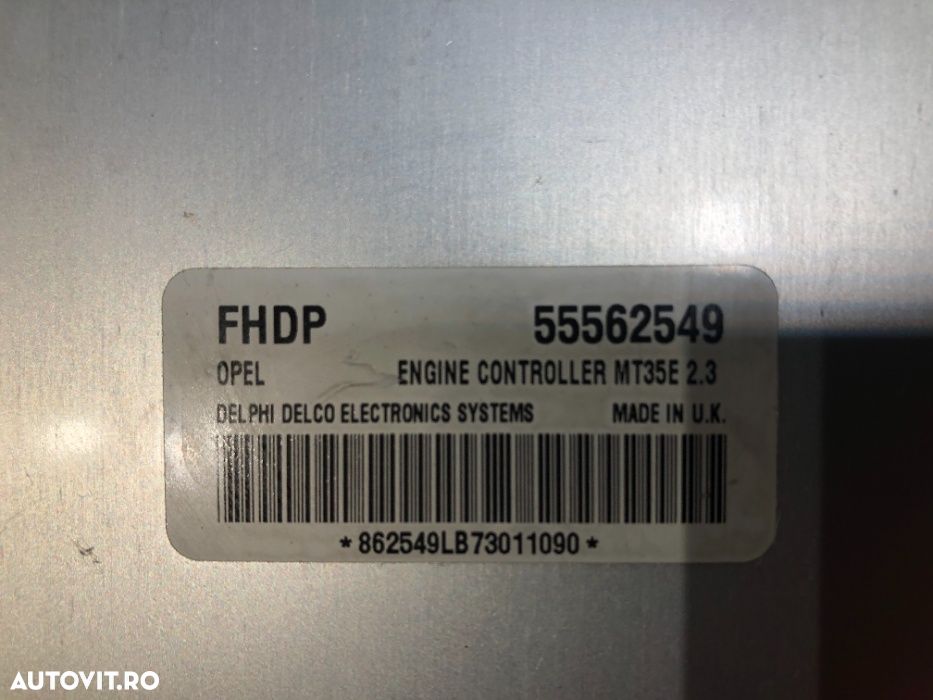 FHDP 55562549
OPEL ENGINE CONTROLLER MT35E 2.3
DELPHI DELCO ELECTRONICS SYSTEMS MADE IN U.K.
*862549LB73011090*
AUTOVIT.RO